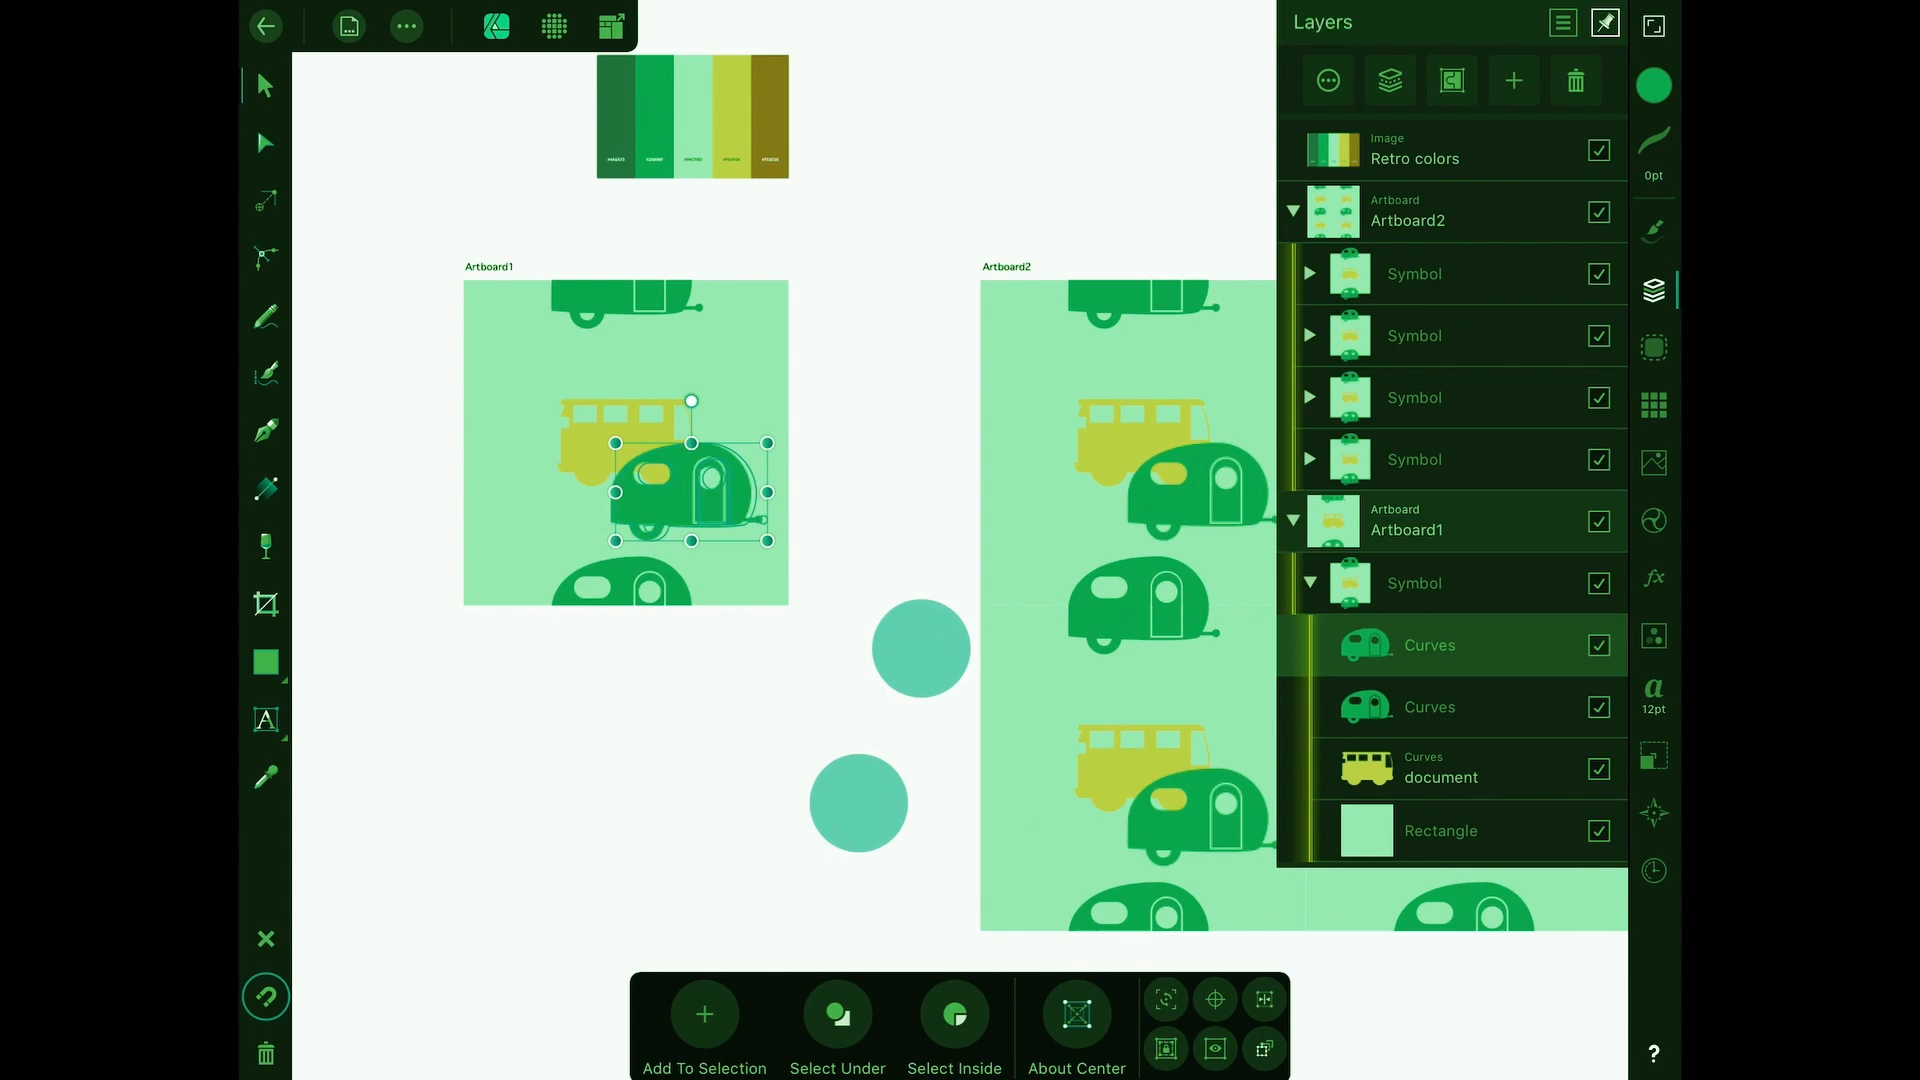 Layers
Image
Retro colors
0pt
Artboard
Artboard2
Artboard1
Artboard2
Symbol
Symbol
Symbol
Symbol
Artboard
Artboard1
Symbol
Curves
Curves
a
12pt
Curves
document
Rectangle
A
fx
?
Add To Selection
Select Under
Select Inside
About Center